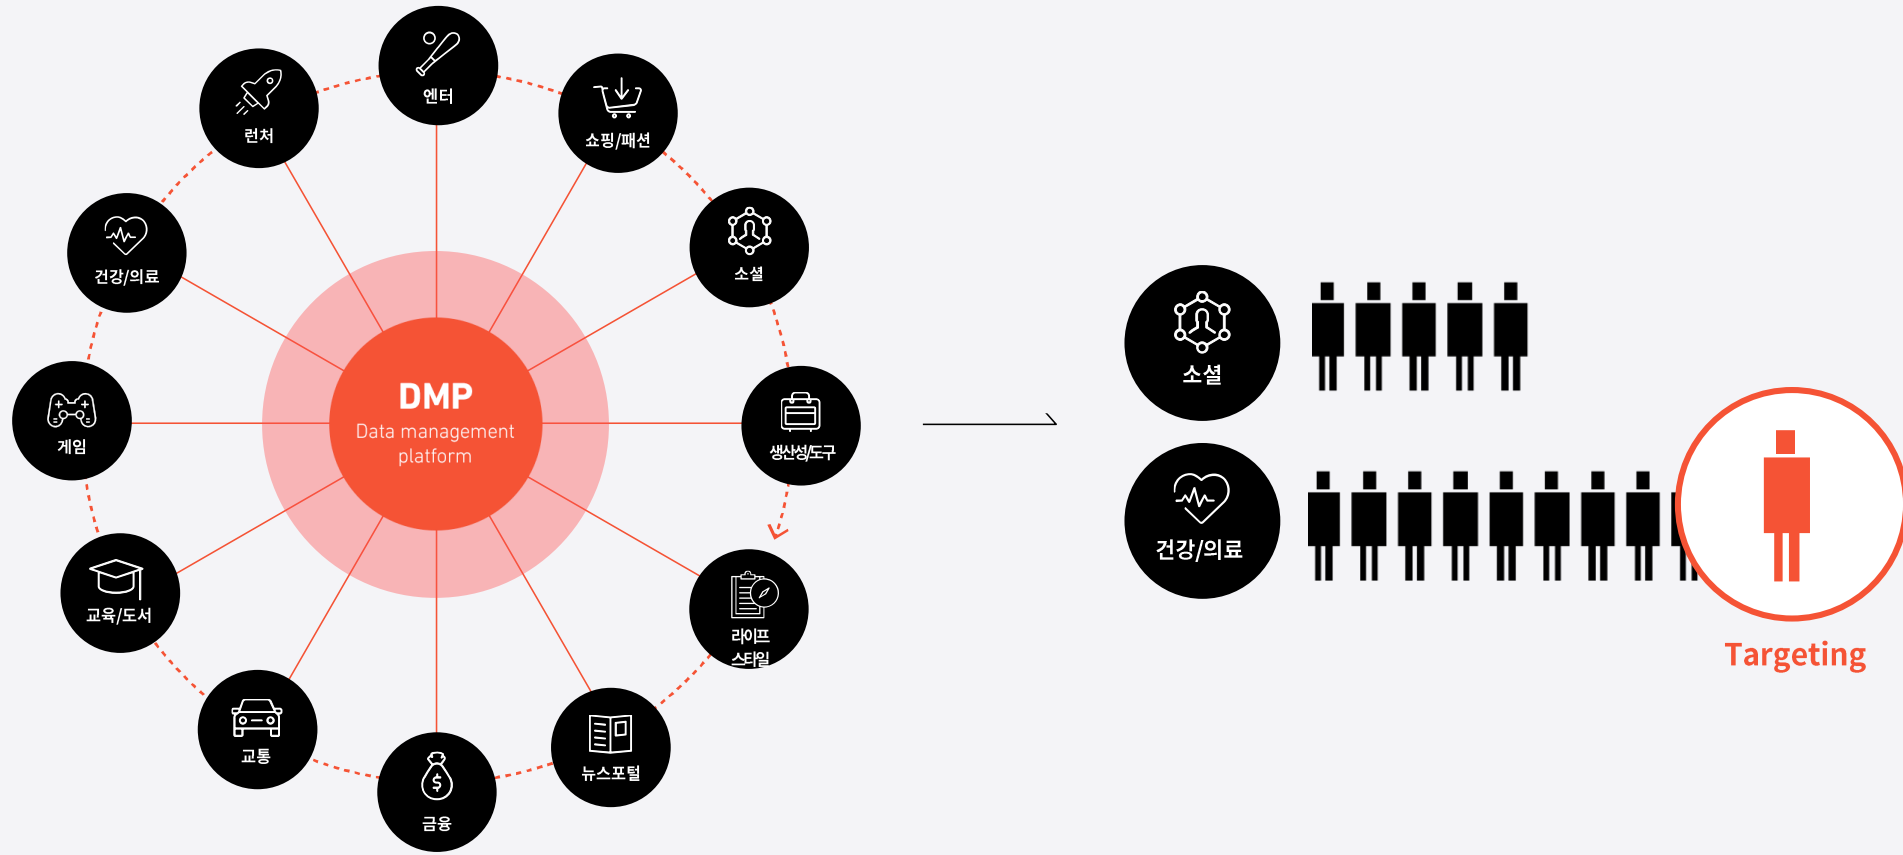 엔터
쇼핑/패션
소셜
생산성/도구
라이프
스타일
뉴스포털
금융
교통
교육/도서
게임
건강/의료
런처
DMP
Data management
platform
소셜
건강/의료
Targeting